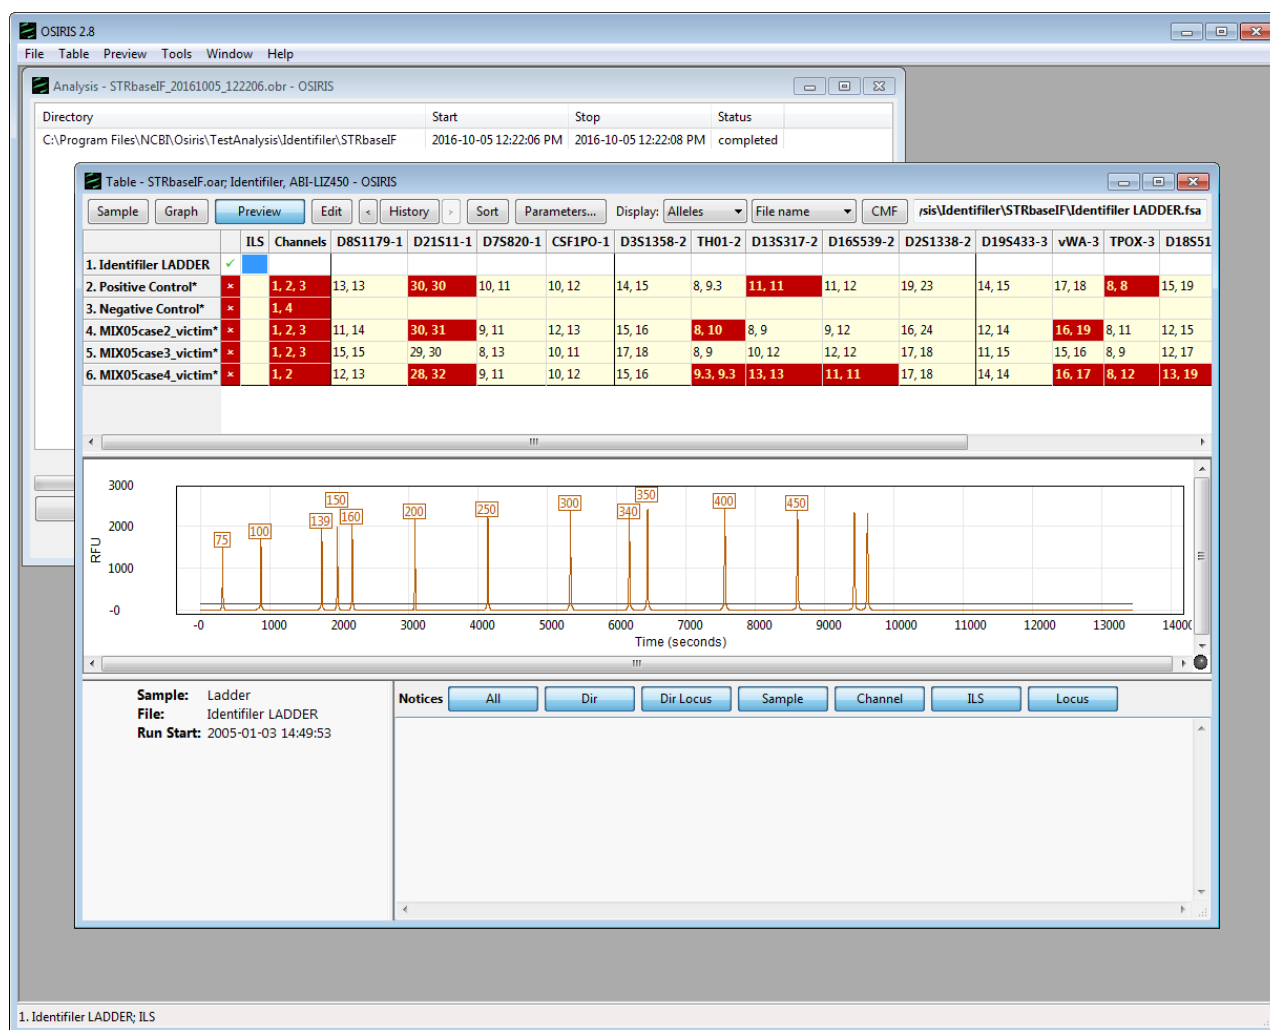 OSIRIS 2.8
File Table Preview Tools Window Help
Analysis - STRbaseIF_20161005_122206.obr - OSIRIS
Directory Start Stop Status
C:\Program Files\NCBI\Osiris\TestAnalysis\Identifiler\STRbaseIF 2016-10-05 12:22:06 PM 2016-10-05 12:22:08 PM completed
Table - STRbaseIF.oar; Identifiler, ABI-LIZ450 - OSIRIS
Sample Graph Preview Edit < History > Sort Parameters... Display: Alleles File name CMF /sis\Identifiler\STRbaseIF\Identifiler LADDER.fsa
ILS Channels D8S1179-1 D21S11-1 D7S820-1 CSF1PO-1 D3S1358-2 TH01-2 D13S317-2 D16S539-2 D2S1338-2 D19S433-3 vWA-3 TPOX-3 D18S51
1. Identifiler LADDER ✓
2. Positive Control* × 1, 2, 3 13, 13 30, 30 10, 11 10, 12 14, 15 8, 9.3 11, 11 11, 12 19, 23 14, 15 17, 18 8, 8 15, 19
3. Negative Control* × 1, 4
4. MIX05case2_victim* × 1, 2, 3 11, 14 30, 31 9, 11 12, 13 15, 16 8, 10 8, 9 9, 12 16, 24 12, 14 16, 19 8, 11 12, 15
5. MIX05case3_victim* × 1, 2, 3 15, 15 29, 30 8, 13 10, 11 17, 18 8, 9 10, 12 12, 12 17, 18 11, 15 15, 16 8, 9 12, 17
6. MIX05case4_victim* × 1, 2 12, 13 28, 32 9, 11 10, 12 15, 16 9.3, 9.3 13, 13 11, 11 17, 18 14, 14 16, 17 8, 12 13, 19
3000
2000
1000
-0
RFU
75 100 139 150 160 200 250 300 340 350 400 450
-0 1000 2000 3000 4000 5000 6000 7000 8000 9000 10000 11000 12000 13000 14000
Time (seconds)
Sample: Ladder
File: Identifiler LADDER
Run Start: 2005-01-03 14:49:53
Notices All Dir Dir Locus Sample Channel ILS Locus
1. Identifiler LADDER; ILS